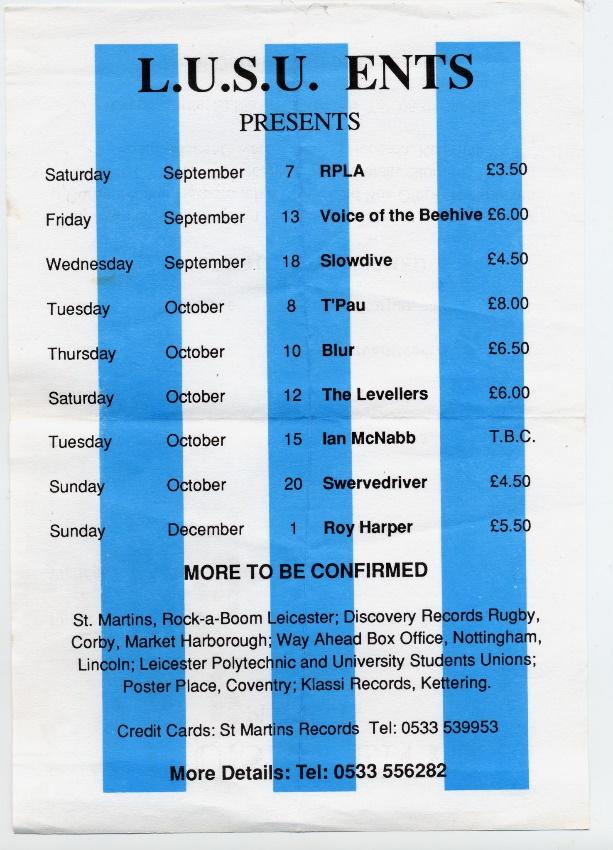 L.U.S.U. ENTS
PRESENTS
Saturday September 7 RPLA £3.50
Friday September 13 Voice of the Beehive £6.00
Wednesday September 18 Slowdive £4.50
Tuesday October 8 T'Pau £8.00
Thursday October 10 Blur £6.50
Saturday October 12 The Levellers £6.00
Tuesday October 15 Ian McNabb T.B.C.
Sunday October 20 Swervedriver £4.50
Sunday December 1 Roy Harper £5.50
MORE TO BE CONFIRMED
St. Martins, Rock-a-Boom Leicester; Discovery Records Rugby,
Corby, Market Harborough; Way Ahead Box Office, Nottingham,
Lincoln; Leicester Polytechnic and University Students Unions;
Poster Place, Coventry; Klassi Records, Kettering.
Credit Cards: St Martins Records Tel: 0533 539953
More Details: Tel: 0533 556282